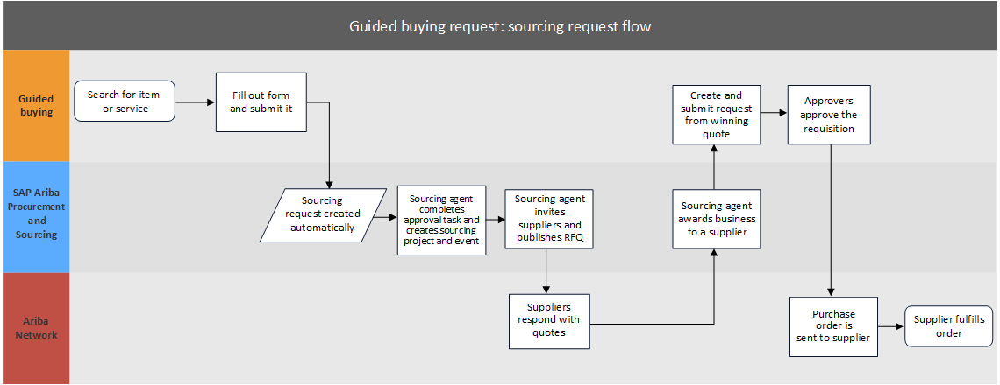 Guided buying request: sourcing request flow
Guided
buying
Search for item
or service
Fill out form
and submit it
Create and
submit request
from winning
quote
Approvers
approve the
requisition
SAP Ariba
Procurement
and
Sourcing
Sourcing
request created
automatically
Sourcing agent
completes
approval task and
creates sourcing
project and event
Sourcing agent
invites
suppliers and
publishes RFQ
Sourcing agent
awards business
to a supplier
Ariba
Network
Suppliers
respond with
quotes
Purchase
order is
sent to supplier
Supplier fulfills
order